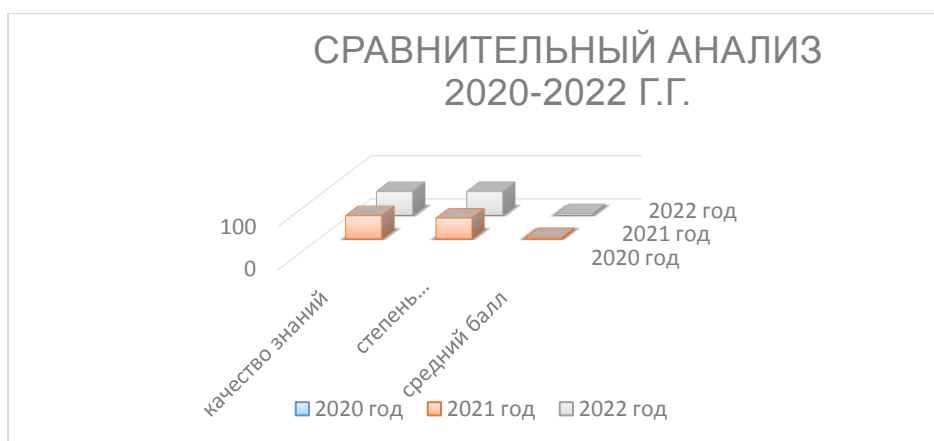 СРАВНИТЕЛЬНЫЙ АНАЛИЗ
2020-2022 Г.Г.
100
0
2022 год
2021 год
2020 год
качество знаний
степень...
средний балл
2020 год
2021 год
2022 год